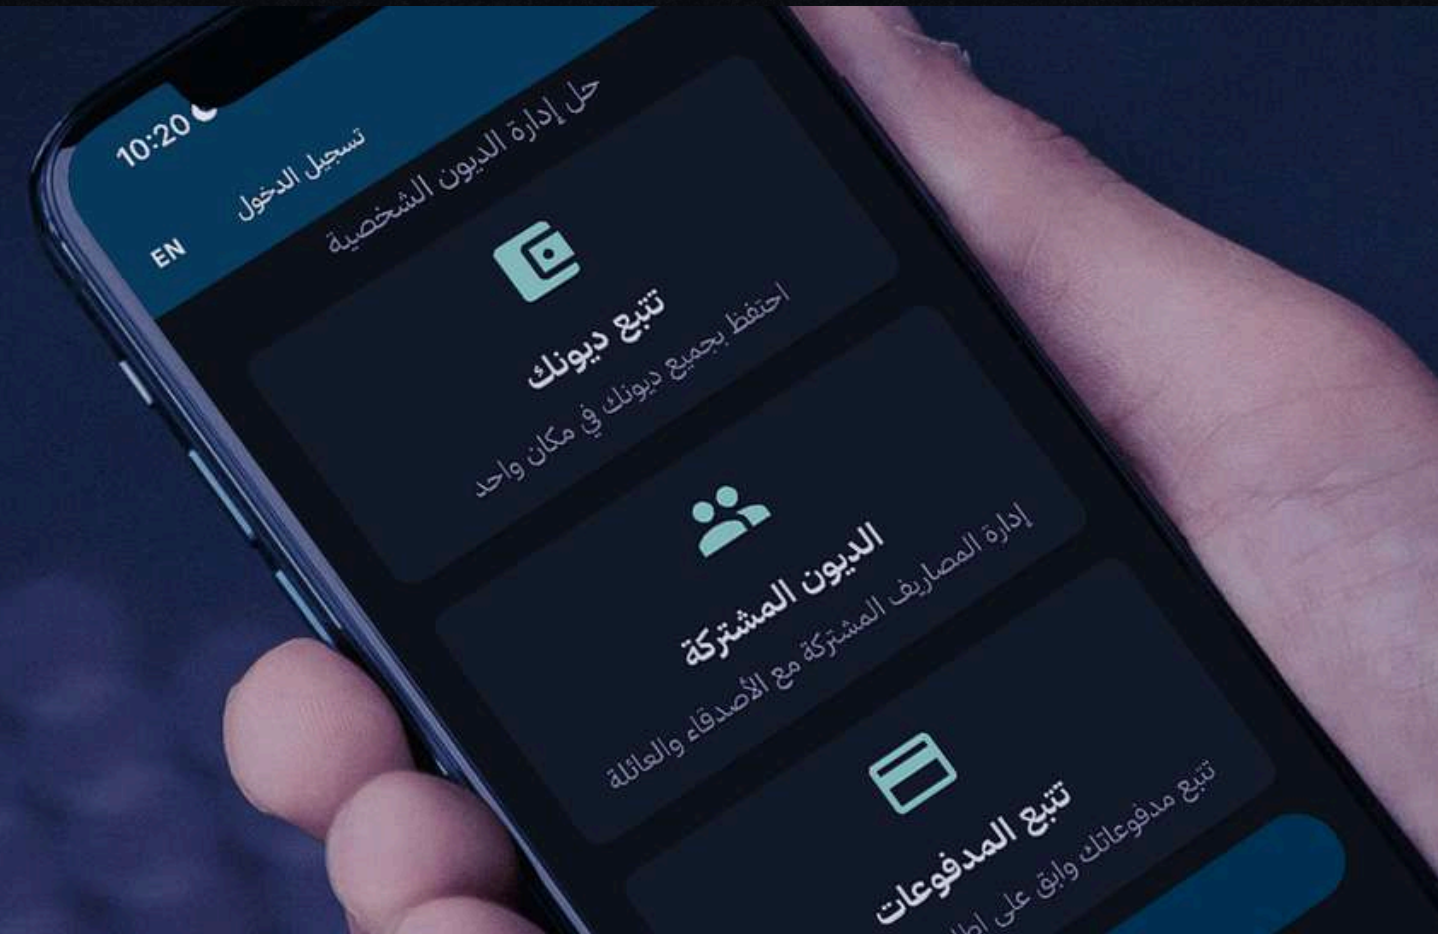 10:20
تسجيل الدخول
EN
حل إدارة الديون الشخصية
تتبع ديونك
احتفظ بجميع ديونك في مكان واحد
الديون المشتركة
إدارة المصاريف المشتركة مع الأصدقاء والعائلة
تتبع المدفوعات
تتبع مدفوعاتك وابق على